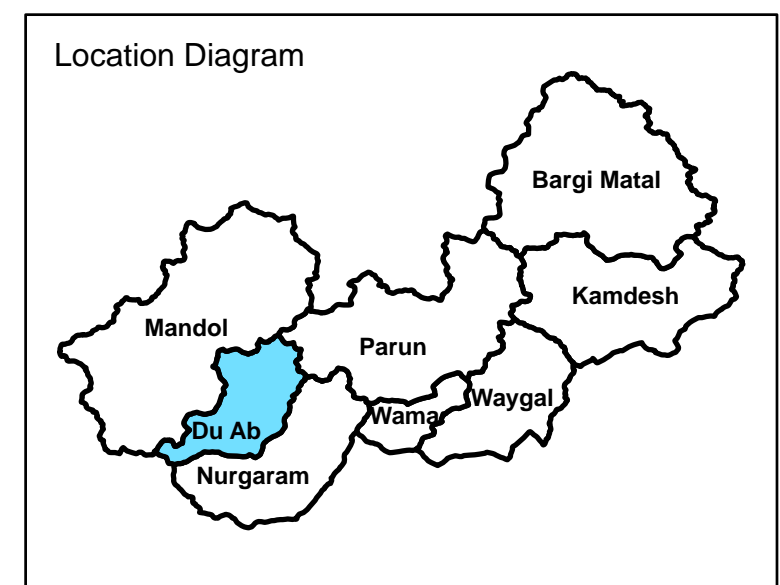 Location Diagram
Bargi Matal
Kamdesh
Mandol
Parun
Waygal
Wama
Du Ab
Nurgaram